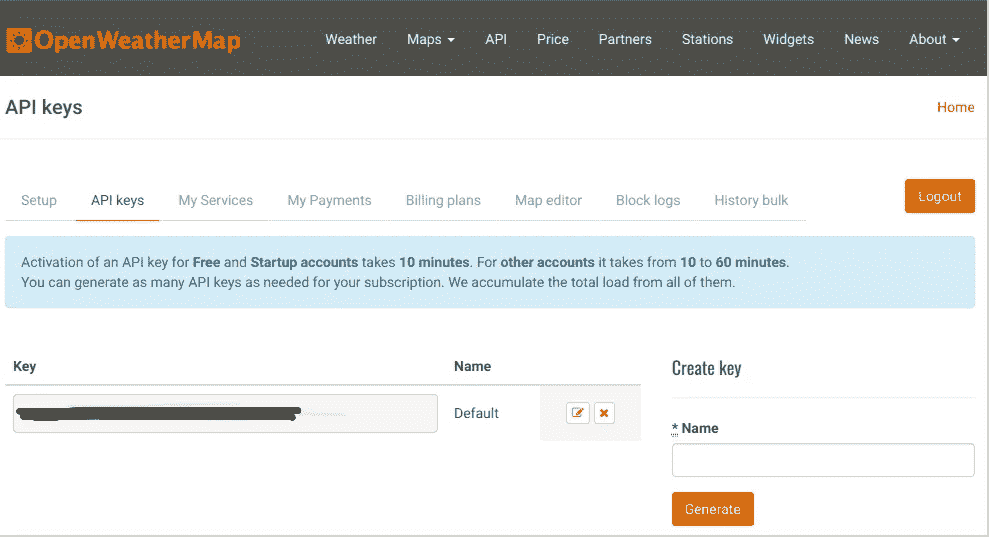 OpenWeatherMap
Weather Maps API Price Partners Stations Widgets News About
API keys
Home
Setup API keys My Services My Payments Billing plans Map editor Block logs History bulk
Logout
Activation of an API key for Free and Startup accounts takes 10 minutes. For other accounts it takes from 10 to 60 minutes.
You can generate as many API keys as needed for your subscription. We accumulate the total load from all of them.
Key Name
Default
Create key
* Name
Generate